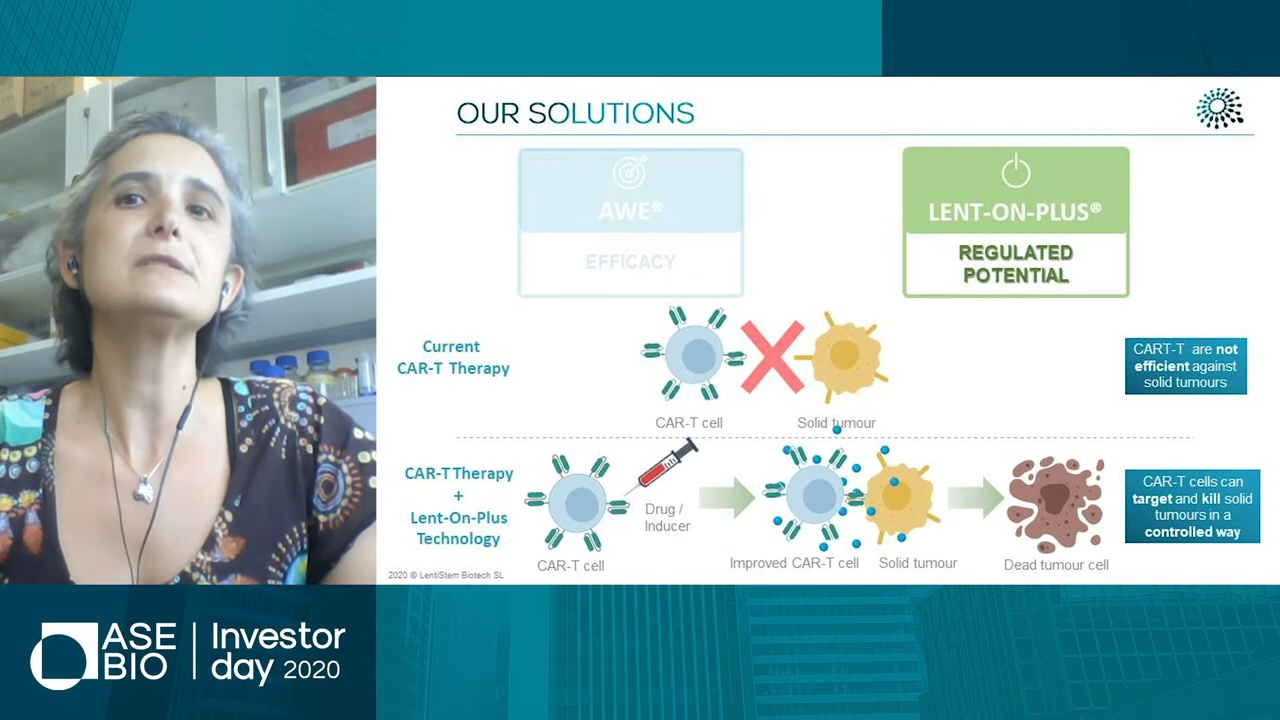 OUR SOLUTIONS
AWE®
EFFICACY
LENT-ON-PLUS®
REGULATED
POTENTIAL
Current
CAR-T Therapy
CAR-T cell
Solid tumour
CART-T are not
efficient against
solid tumours
CAR-T Therapy
+
Lent-On-Plus
Technology
CAR-T cell
Drug /
Inducer
Improved CAR-T cell
Solid tumour
Dead tumour cell
CAR-T cells can
target and kill solid
tumours in a
controlled way
2020 © LentiStem Biotech SL
ASE
BIO
Investor
day 2020